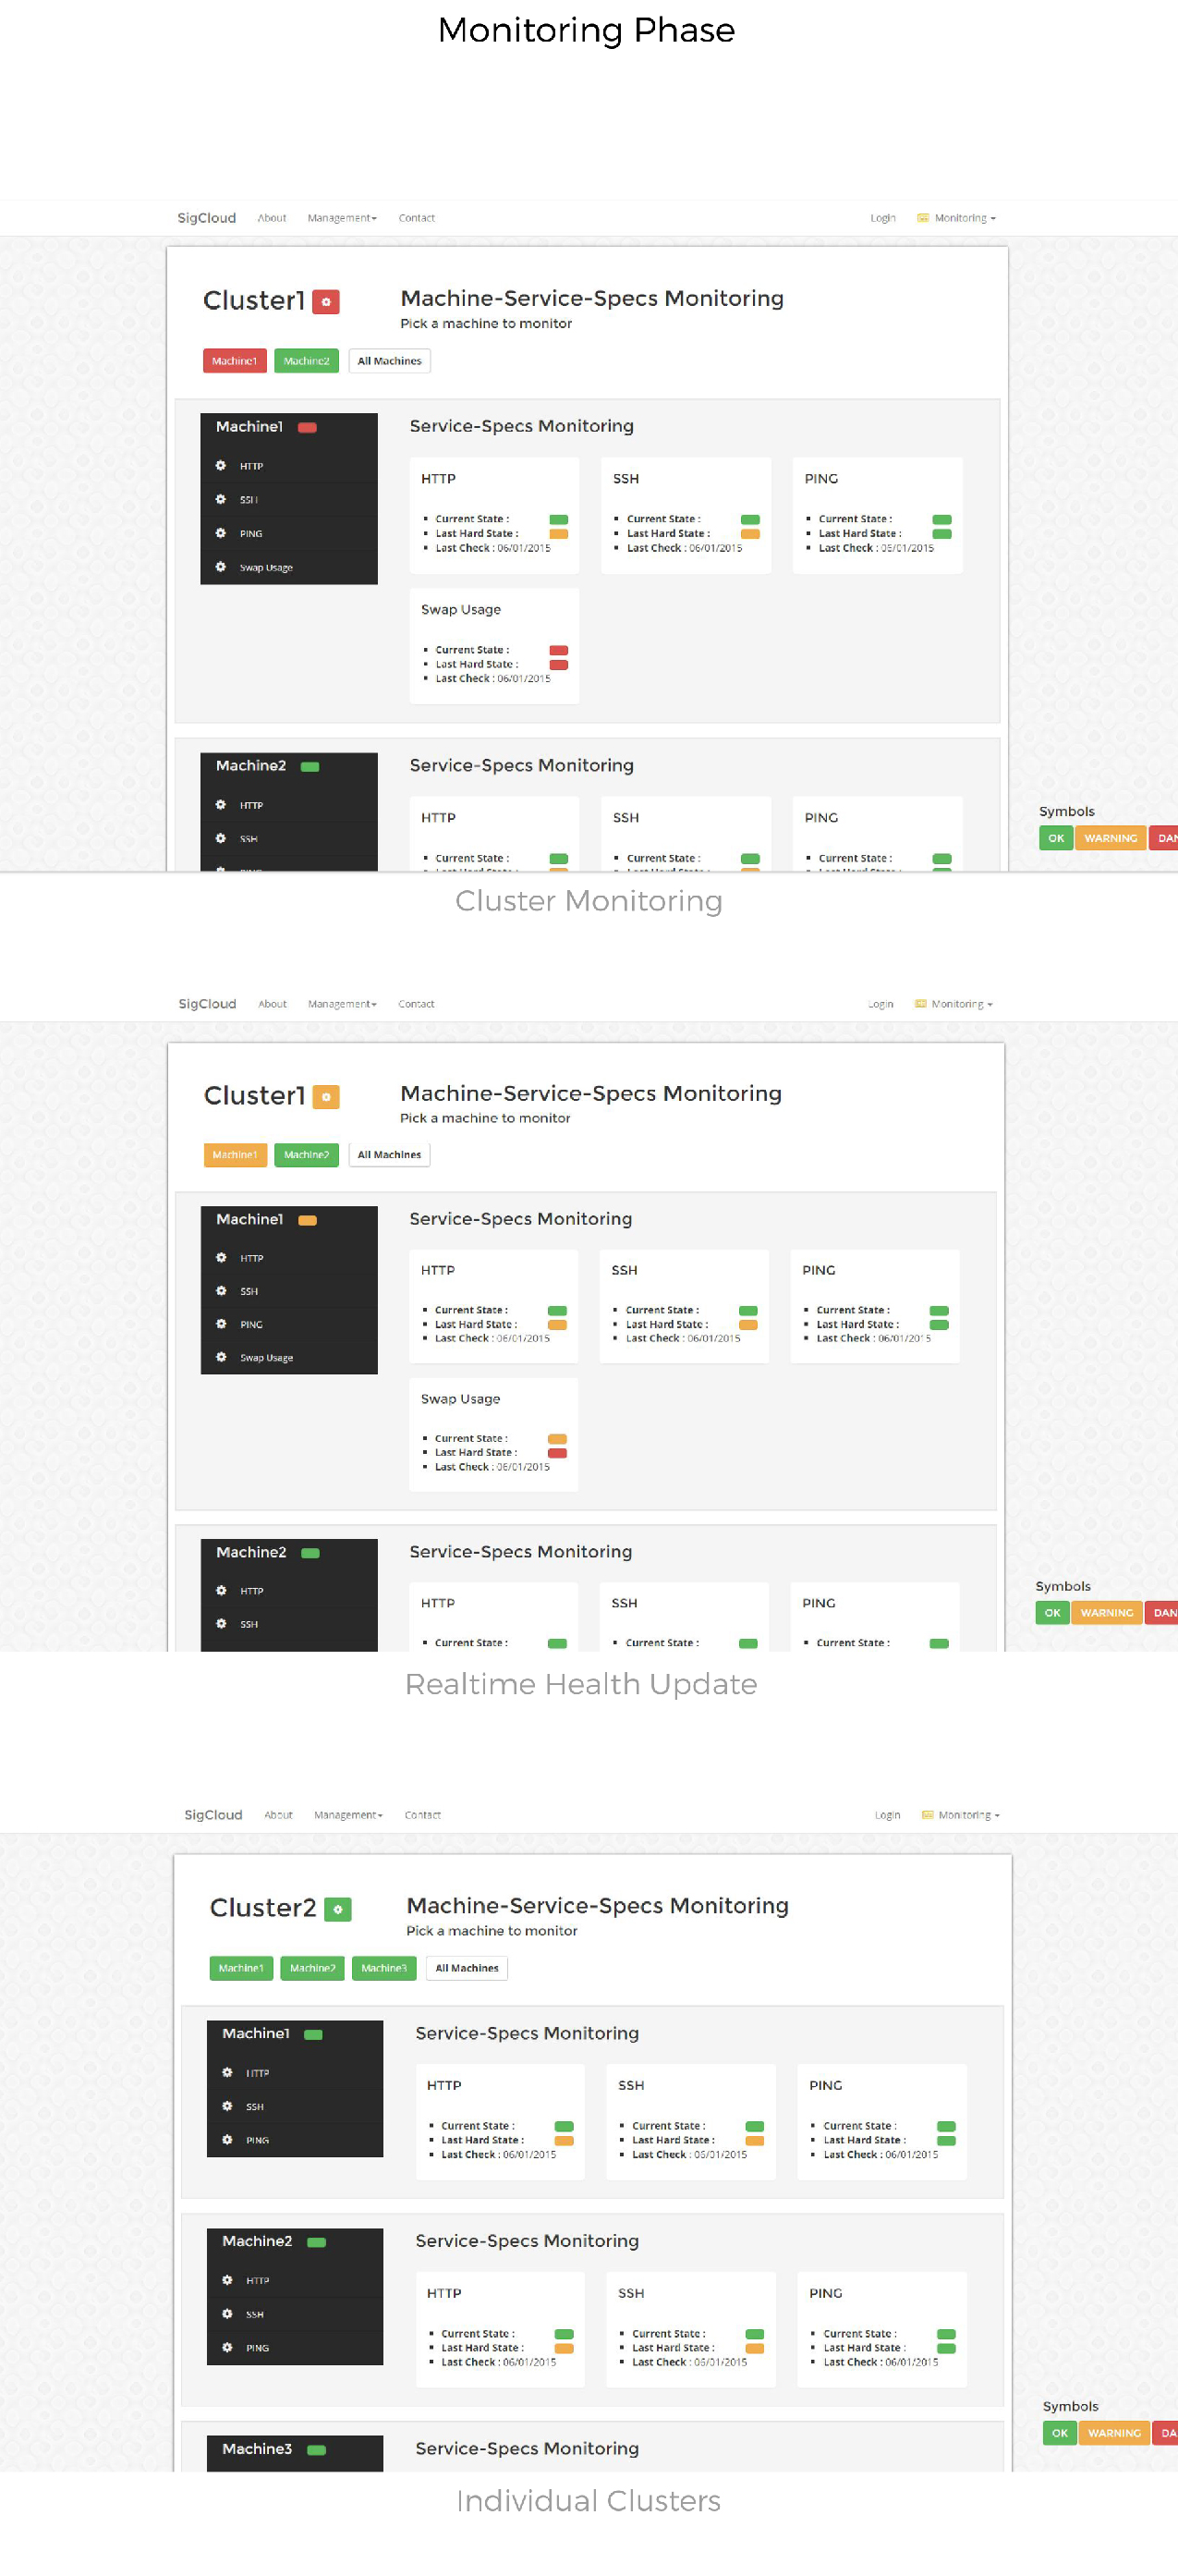 Monitoring Phase
SigCloud About Management Contact Login Monitoring
Cluster1 Machine-Service-Specs Monitoring
Pick a machine to monitor
Machine1 Machine2 All Machines
Machine1 Service-Specs Monitoring
HTTP SSH PING
HTTP
SSH
PING
Swap Usage
Current State : Current State : Current State :
Last Hard State : Last Hard State : Last Hard State :
Last Check : 06/01/2015 Last Check : 06/01/2015 Last Check : 06/01/2015
Swap Usage
Current State :
Last Hard State :
Last Check : 06/01/2015
Machine2 Service-Specs Monitoring
HTTP
SSH
HTTP SSH PING
Current State : Current State : Current State :
Symbols
OK WARNING DAN
Cluster Monitoring
SigCloud About Management Contact Login Monitoring
Cluster1 Machine-Service-Specs Monitoring
Pick a machine to monitor
Machine1 Machine2 All Machines
Machine1 Service-Specs Monitoring
HTTP
SSH
PING
Swap Usage
HTTP SSH PING
Current State : Current State : Current State :
Last Hard State : Last Hard State : Last Hard State :
Last Check : 06/01/2015 Last Check : 06/01/2015 Last Check : 06/01/2015
Swap Usage
Current State :
Last Hard State :
Last Check : 06/01/2015
Machine2 Service-Specs Monitoring
HTTP
SSH
HTTP SSH PING
Current State : Current State : Current State :
Symbols
OK WARNING DAN
Realtime Health Update
SigCloud About Management Contact Login Monitoring
Cluster2 Machine-Service-Specs Monitoring
Pick a machine to monitor
Machine1 Machine2 Machine3 All Machines
Machine1 Service-Specs Monitoring
HTTP
SSH
PING
HTTP SSH PING
Current State : Current State : Current State :
Last Hard State : Last Hard State : Last Hard State :
Last Check : 06/01/2015 Last Check : 06/01/2015 Last Check : 06/01/2015
Machine2 Service-Specs Monitoring
HTTP
SSH
PING
HTTP SSH PING
Current State : Current State : Current State :
Last Hard State : Last Hard State : Last Hard State :
Last Check : 06/01/2015 Last Check : 06/01/2015 Last Check : 06/01/2015
Machine3 Service-Specs Monitoring
Symbols
OK WARNING DA
Individual Clusters